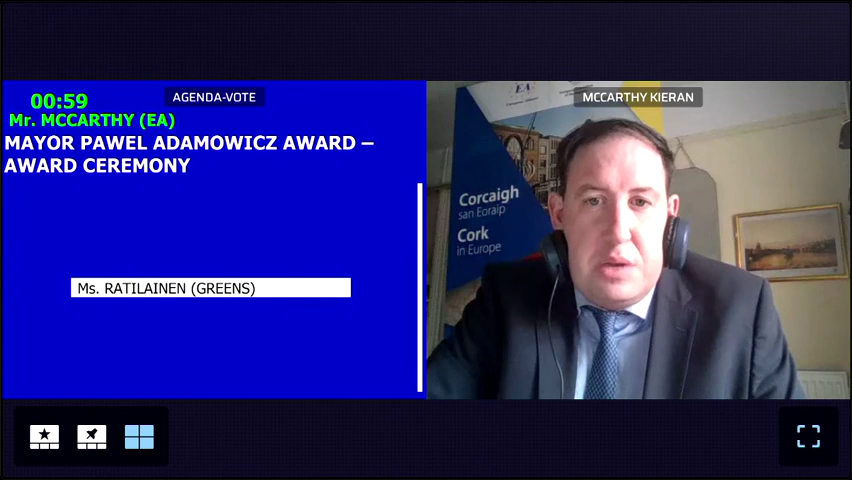 00:59
AGENDA-VOTE
Mr. MCCARTHY (EA)
MAYOR PAWEL ADAMOWICZ AWARD –
AWARD CEREMONY
Ms. RATILAINEN (GREENS)
MCCARTHY KIERAN
EA
Corcaigh
san Eoraip
Cork
in Europe